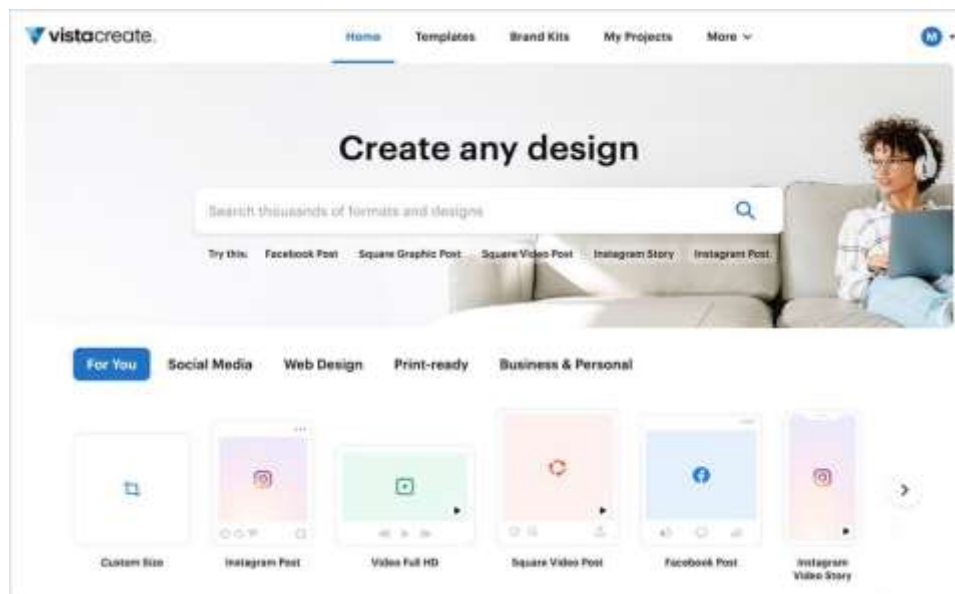 vistacreate.
Home Templates Brand Kits My Projects More
M
Create any design
Search thousands of formats and designs
Try this: Facebook Post Square Graphic Post Square Video Post Instagram Story Instagram Post
For You Social Media Web Design Print-ready Business & Personal
Custom Size Instagram Post Video Full HD Square Video Post Facebook Post Instagram
Video Story